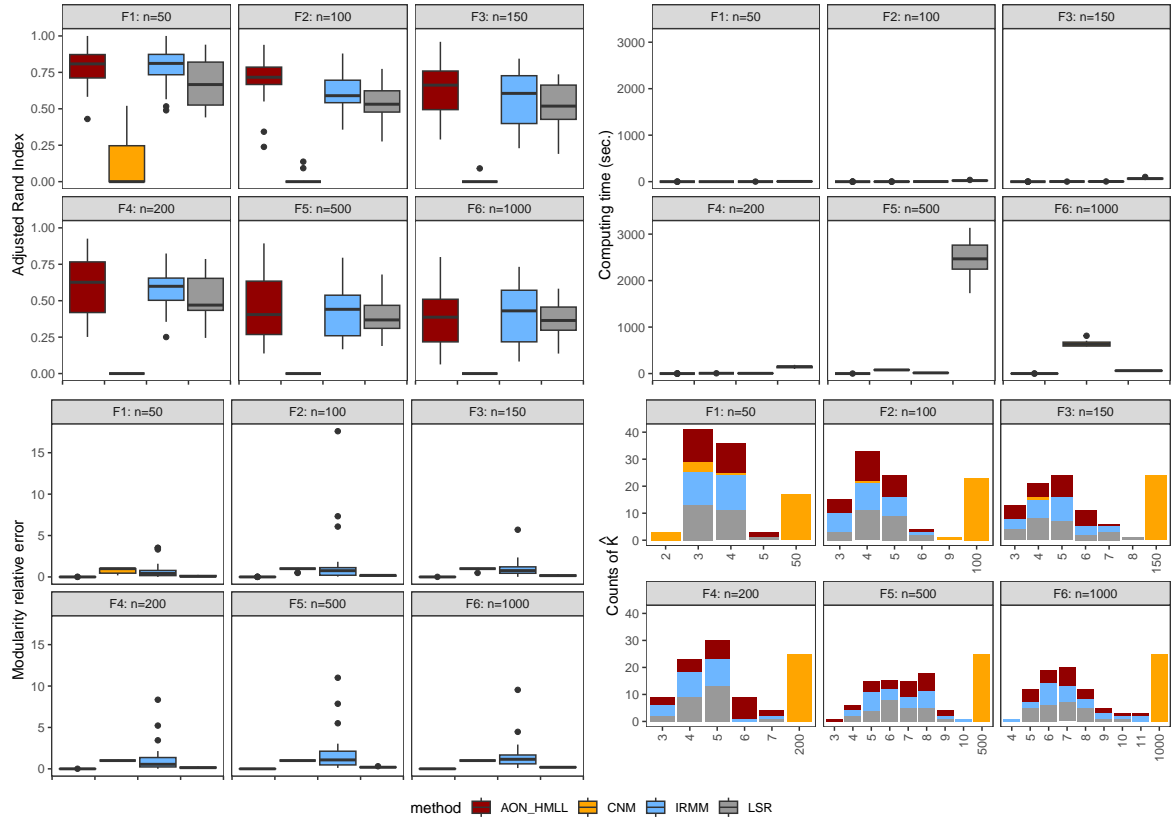 F1: n=50 F2: n=100 F3: n=150
1.00
0.75
0.50
0.25
0.00
F4: n=200 F5: n=500 F6: n=1000
1.00
0.75
0.50
0.25
0.00
Adjusted Rand Index
F1: n=50 F2: n=100 F3: n=150
3000
2000
1000
0
F4: n=200 F5: n=500 F6: n=1000
3000
2000
1000
0
Computing time (sec.)
F1: n=50 F2: n=100 F3: n=150
15
10
5
0
F4: n=200 F5: n=500 F6: n=1000
15
10
5
0
Modularity relative error
F1: n=50 F2: n=100 F3: n=150
40
30
20
10
0
2 3 4 5 50 3 4 5 6 9 100 3 4 5 6 7 8 150
F4: n=200 F5: n=500 F6: n=1000
40
30
20
10
0
3 4 5 6 7 200 3 4 5 6 7 8 9 10 500 4 5 6 7 8 9 10 11 1000
Counts of K̂
method AON_HMLL CNM IRMM LSR